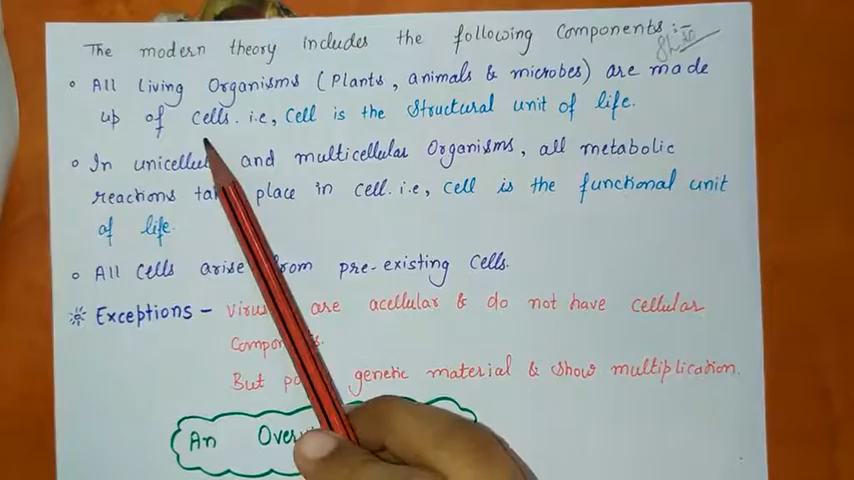 The modern theory includes the following Components :-
All living Organisms (Plants, animals & microbes) are made
up of Cells. i.e, Cell is the Structural unit of life.
In unicellul and multicellular Organisms, all metabolic
reactions take place in cell. i.e, cell is the functional unit
of life.
All Cells arise from pre-existing cells.
Exceptions - Virus are acellular & do not have cellular
Compon s.
But po genetic material & show multiplication.
An Over